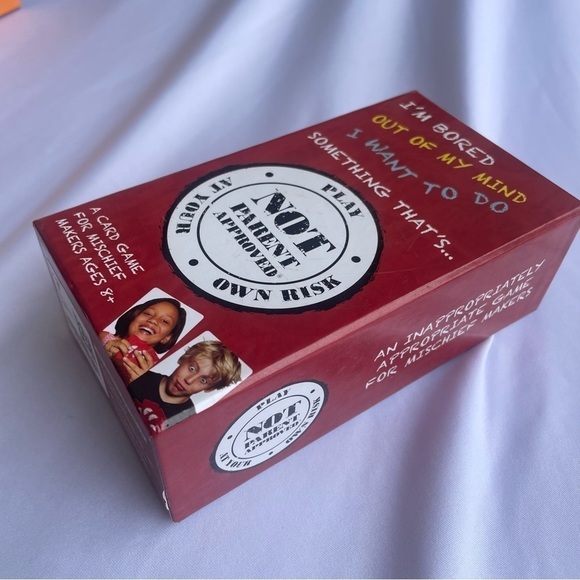 I'M BORED
OUT OF MY MIND
I WANT TO DO
SOMETHING THAT'S...
PLAY
AT YOUR
OWN RISK
NOT
PARENT
APPROVED
A CARD GAME
FOR MISCHIEF
MAKERS AGES 8+
AN INAPPROPRIATELY
APPROPRIATE GAME
FOR MISCHIEF MAKERS
PLAY
AT YOUR
OWN RISK
NOT
PARENT
APPROVED